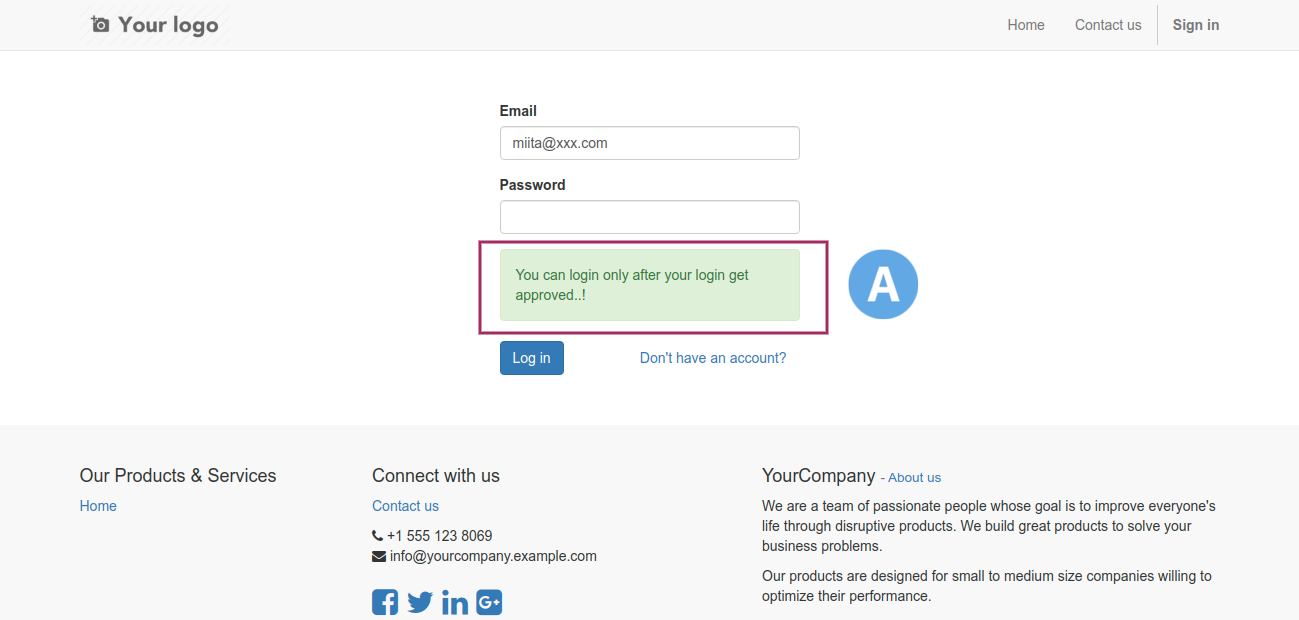 Your logo
Home
Contact us
Sign in
Email
miita@xxx.com
Password
You can login only after your login get
approved..!
A
Log in
Don't have an account?
Our Products & Services
Home
Connect with us
Contact us
+1 555 123 8069
info@yourcompany.example.com
YourCompany - About us
We are a team of passionate people whose goal is to improve everyone's
life through disruptive products. We build great products to solve your
business problems.
Our products are designed for small to medium size companies willing to
optimize their performance.